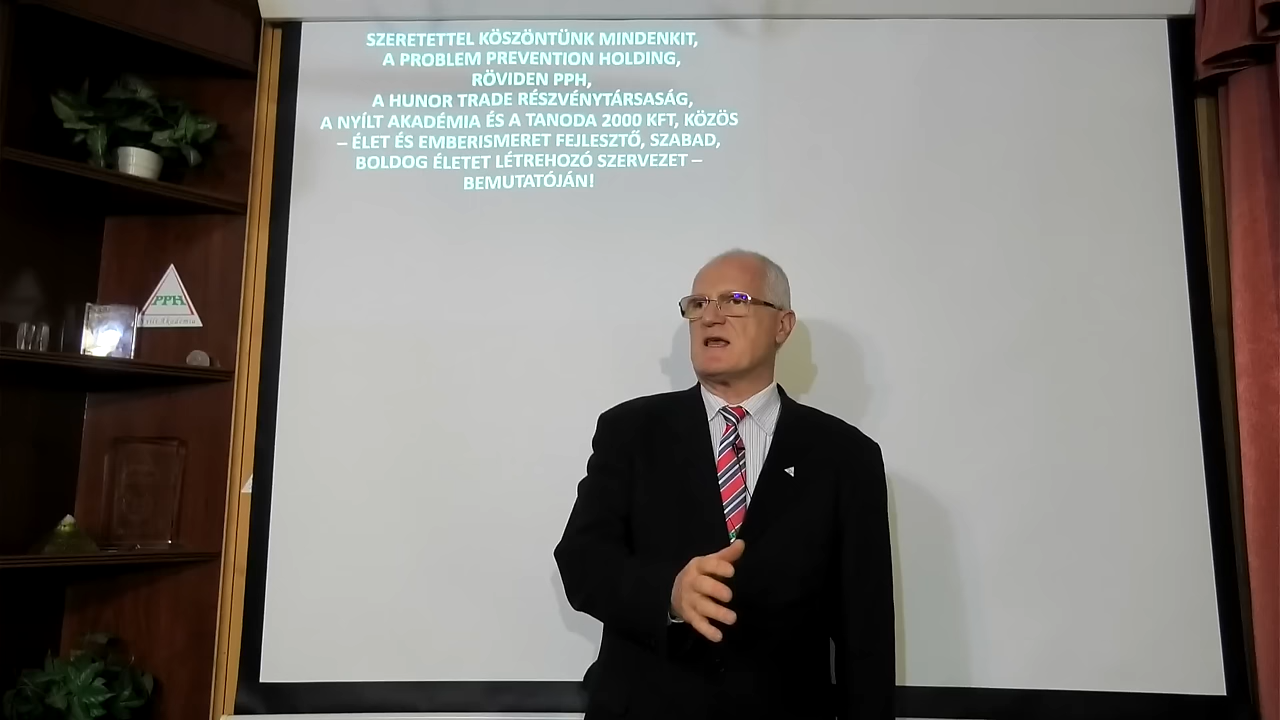 SZERETETTEL KÖSZÖNTÜNK MINDENKIT,
A PROBLEM PREVENTION HOLDING,
RÖVIDEN PPH,
A HUNOR TRADE RÉSZVÉNYTÁRSASÁG,
A NYÍLT AKADÉMIA ÉS A TANODA 2000 KFT, KÖZÖS
– ÉLET ÉS EMBERISMERET FEJLESZTŐ, SZABAD,
BOLDOG ÉLETET LÉTREHOZÓ SZERVEZET –
BEMUTATÓJÁN!
PPH
Akadémia